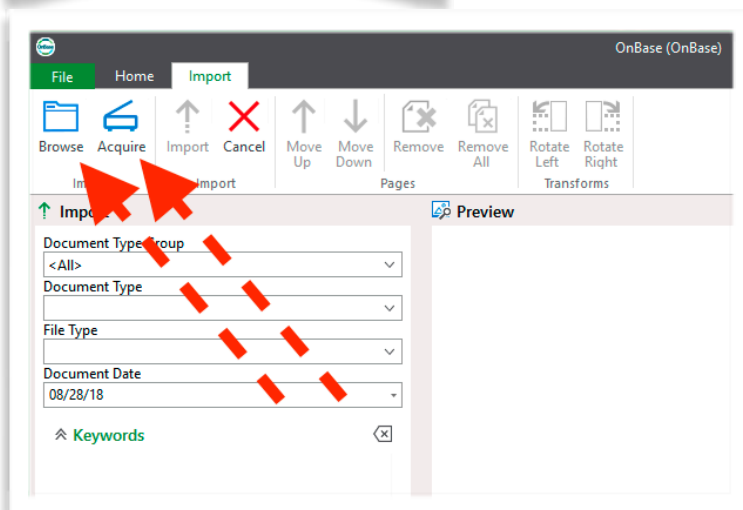 OnBase (OnBase)
File Home Import
Browse Acquire Import Cancel Move Up Move Down Remove Remove All Rotate Left Rotate Right
Pages Transforms
Preview
Document Type Group
<All>
Document Type
File Type
Document Date
08/28/18
Keywords